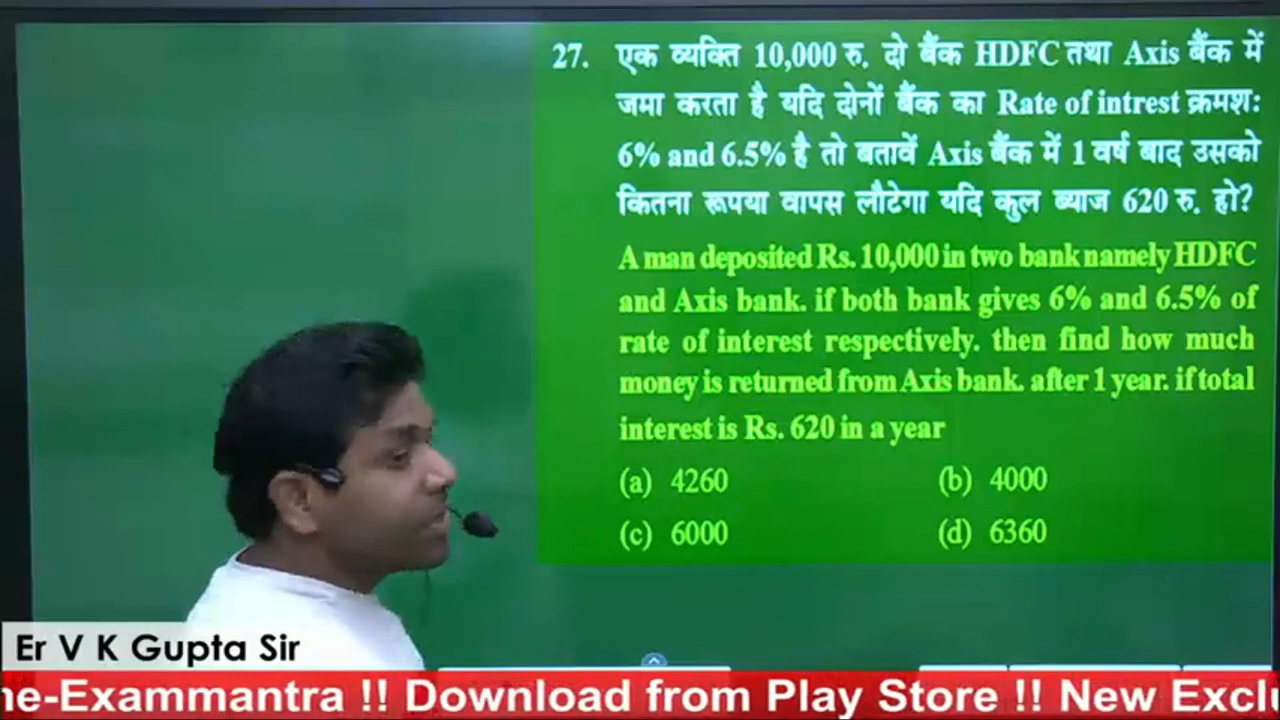 27. एक व्यक्ति 10,000 रु. दो बैंक HDFC तथा Axis बैंक में
जमा करता है यदि दोनों बैंक का Rate of intrest क्रमश:
6% and 6.5% है तो बतावें Axis बैंक में 1 वर्ष बाद उसको
कितना रूपया वापस लौटेगा यदि कुल ब्याज 620 रु. हो?
A man deposited Rs. 10,000 in two bank namely HDFC
and Axis bank. if both bank gives 6% and 6.5% of
rate of interest respectively. then find how much
money is returned from Axis bank. after 1 year. if total
interest is Rs. 620 in a year
(a) 4260 (b) 4000
(c) 6000 (d) 6360
Er V K Gupta Sir
ne-Exammantra !! Download from Play Store !! New Exclu